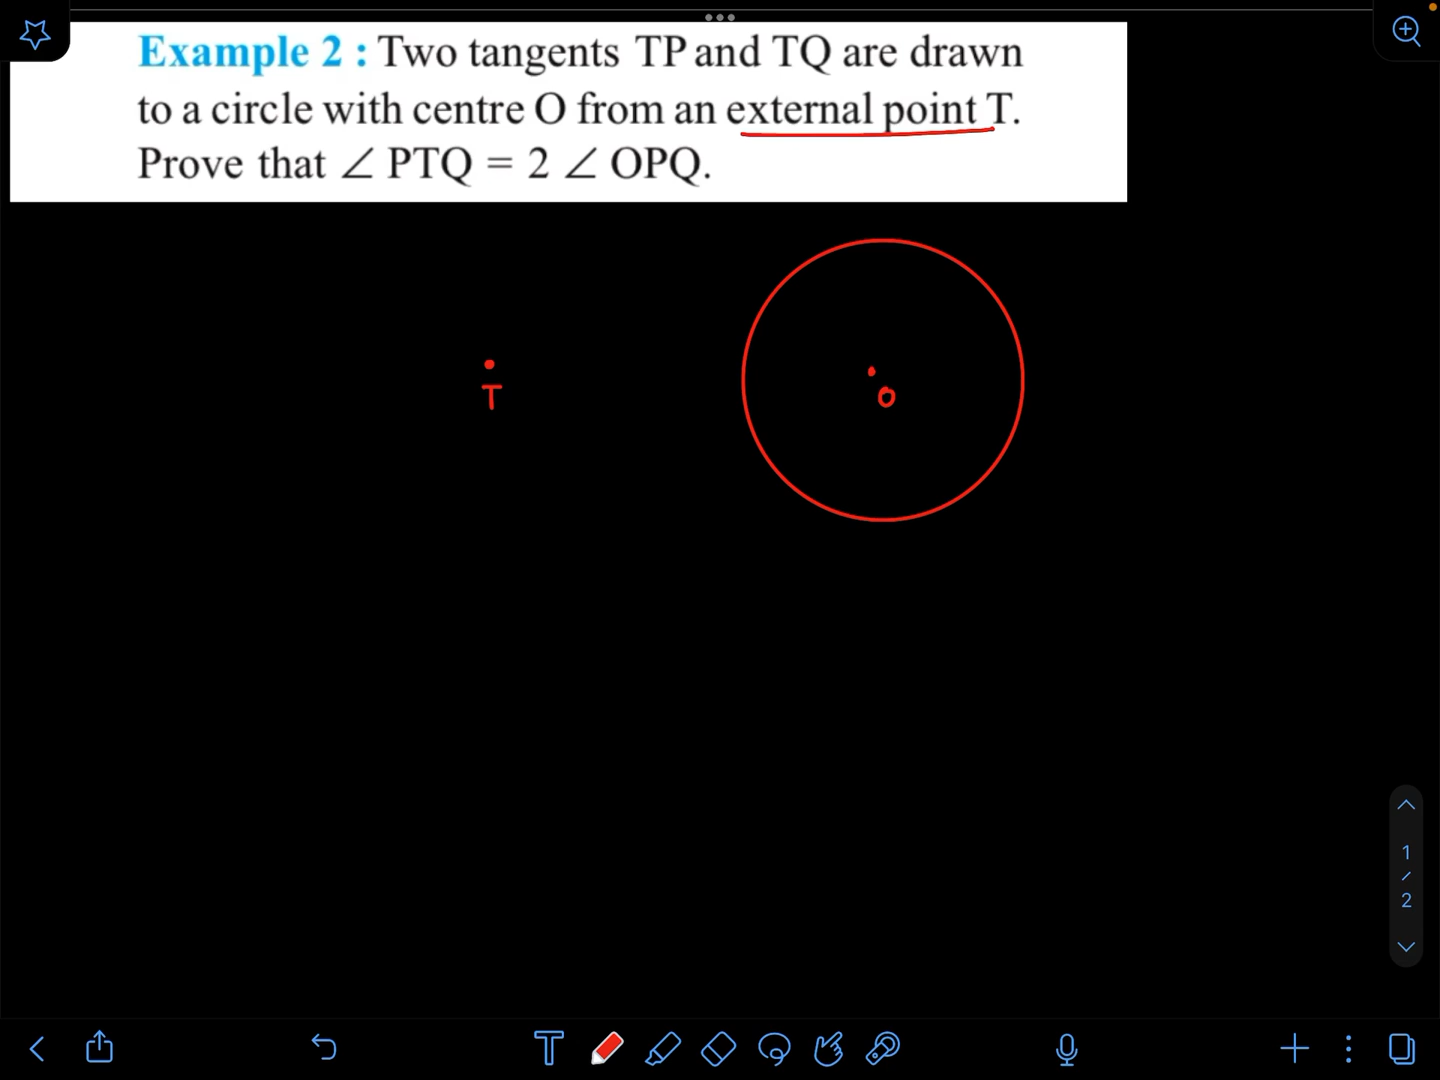 Example 2 : Two tangents TP and TQ are drawn
to a circle with centre O from an external point T.
Prove that ∠ PTQ = 2 ∠ OPQ.
T
O
1
/
2